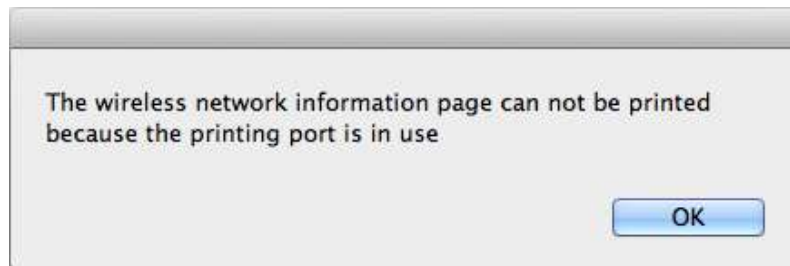 The wireless network information page can not be printed
because the printing port is in use
OK